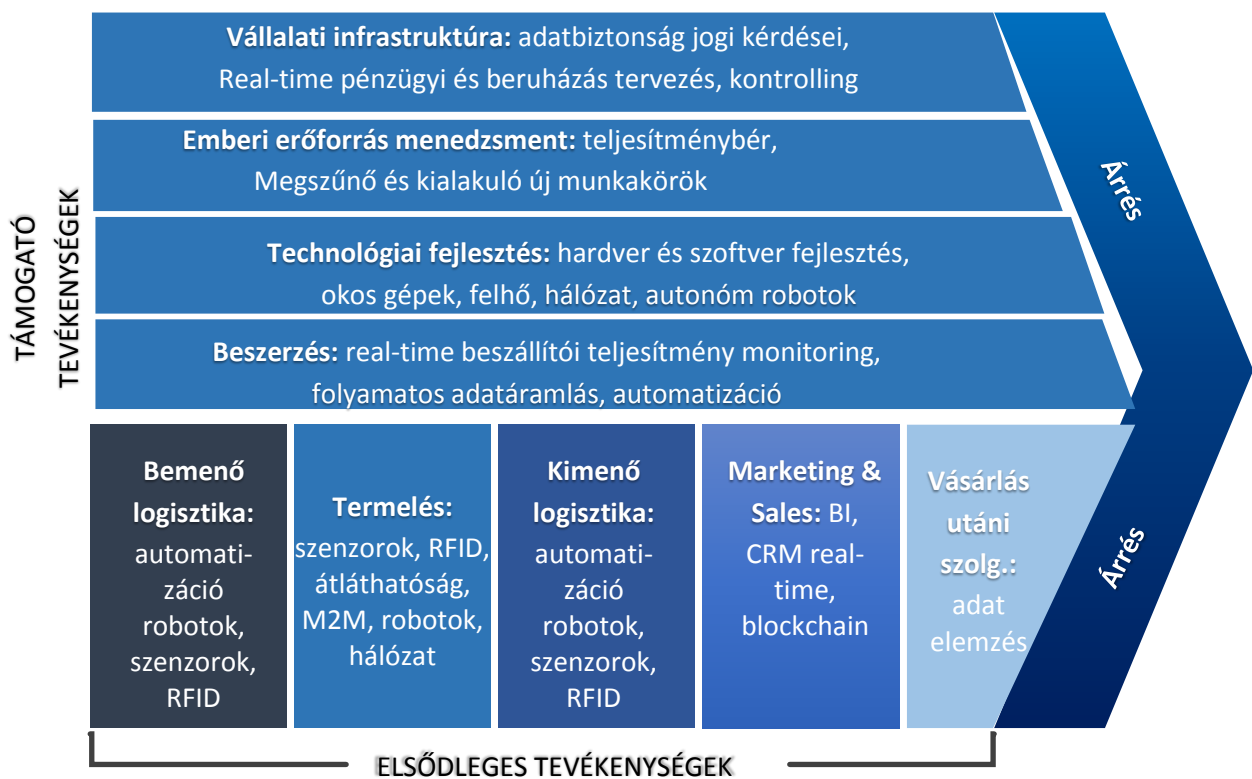 Vállalati infrastruktúra: adatbiztonság jogi kérdései,
Real-time pénzügyi és beruházás tervezés, kontrolling
Emberi erőforrás menedzsment: teljesítménybér,
Megszűnő és kialakuló új munkakörök
Technológiai fejlesztés: hardver és szoftver fejlesztés,
okos gépek, felhő, hálózat, autonóm robotok
Beszerzés: real-time beszállítói teljesítmény monitoring,
folyamatos adatáramlás, automatizáció
TÁMOGATÓ
TEVÉKENYSÉGEK
Árrés
Árrés
Bemenő
logisztika:
automati-
záció
robotok,
szenzorok,
RFID
Termelés:
szenzorok, RFID,
átláthatóság,
M2M, robotok,
hálózat
Kimenő
logisztika:
automati-
záció
robotok,
szenzorok,
RFID
Marketing &
Sales: BI,
CRM real-
time,
blockchain
Vásárlás
utáni
szolg.:
adat
elemzés
ELSŐDLEGES TEVÉKENYSÉGEK